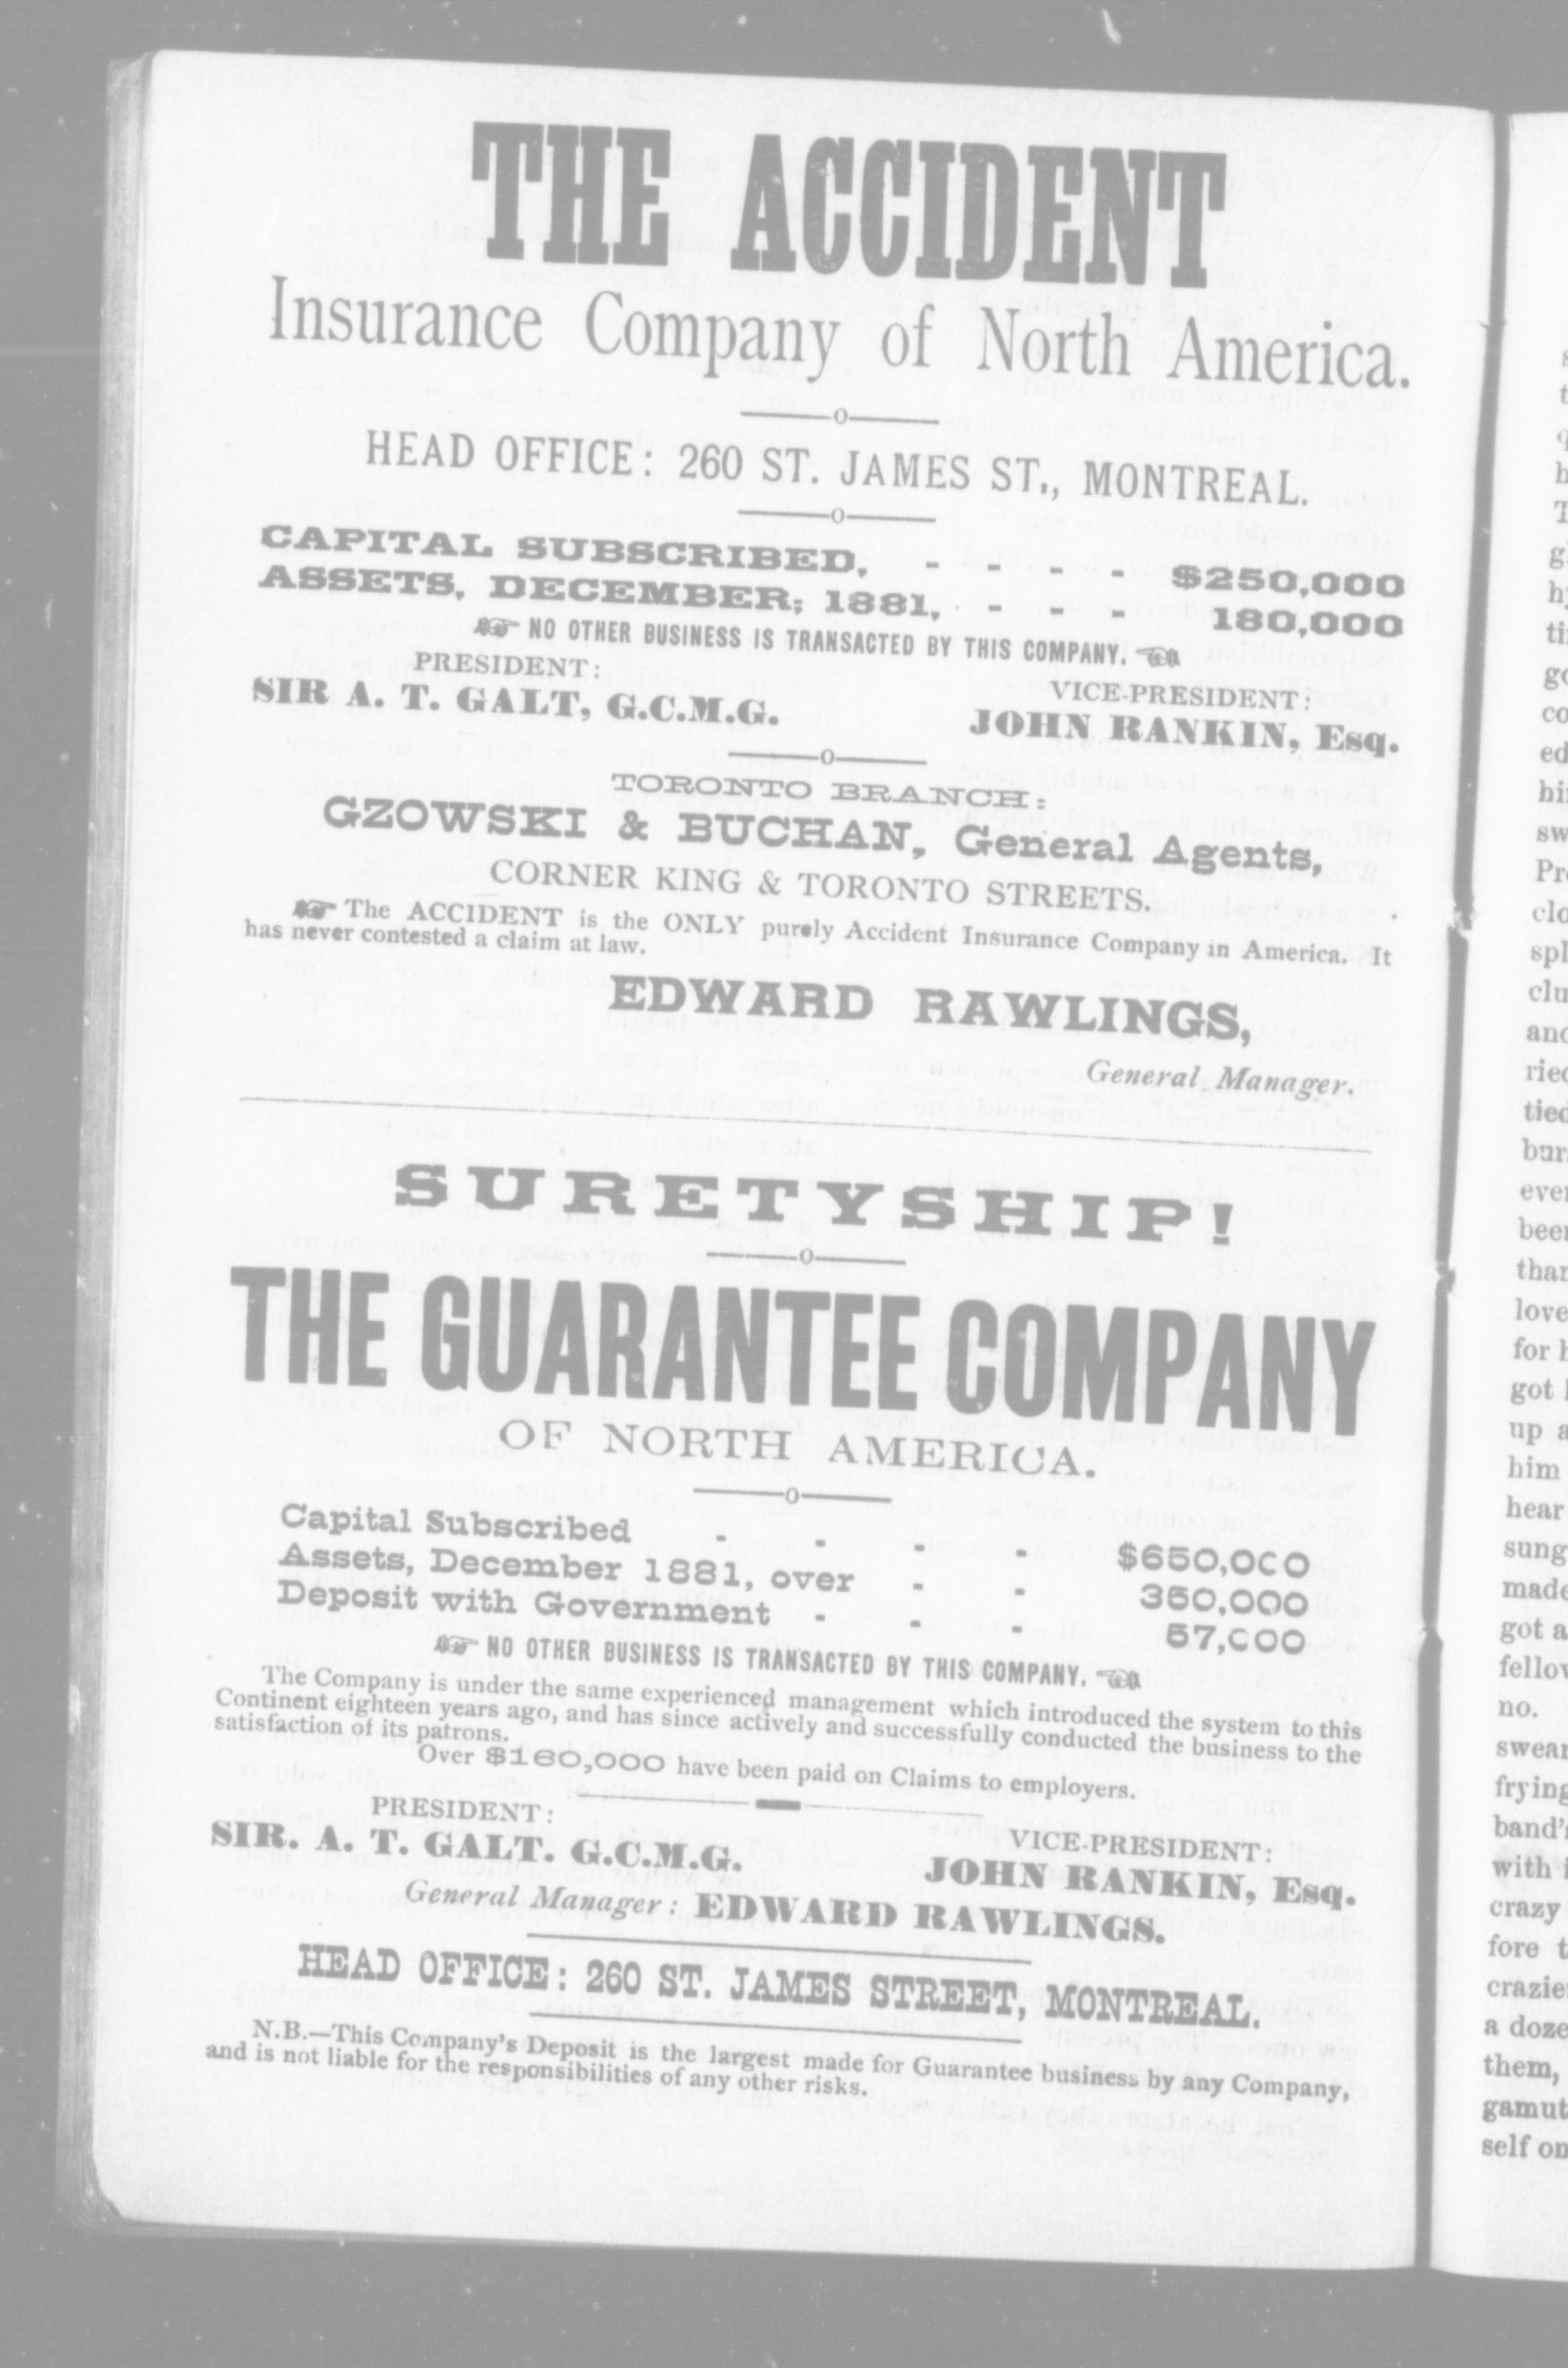 THE ACCIDENT
Insurance Company of North America.
HEAD OFFICE: 260 ST. JAMES ST., MONTREAL.
CAPITAL SUBSCRIBED, - - - - $250,000
ASSETS, DECEMBER, 1881, - - - 180,000
☞ NO OTHER BUSINESS IS TRANSACTED BY THIS COMPANY. ☜
PRESIDENT:
SIR A. T. GALT, G.C.M.G.
VICE-PRESIDENT:
JOHN RANKIN, Esq.
TORONTO BRANCH:
GZOWSKI & BUCHAN, General Agents,
CORNER KING & TORONTO STREETS.
☞ The ACCIDENT is the ONLY purely Accident Insurance Company in America. It
has never contested a claim at law.
EDWARD RAWLINGS,
General Manager.
SURETYSHIP!
THE GUARANTEE COMPANY
OF NORTH AMERICA.
Capital Subscribed - - - - $650,000
Assets, December 1881, over - - 350,000
Deposit with Government - - - 57,000
☞ NO OTHER BUSINESS IS TRANSACTED BY THIS COMPANY. ☜
The Company is under the same experienced management which introduced the system to this
Continent eighteen years ago, and has since actively and successfully conducted the business to the
satisfaction of its patrons.
Over $160,000 have been paid on Claims to employers.
PRESIDENT:
SIR. A. T. GALT. G.C.M.G.
VICE-PRESIDENT:
JOHN RANKIN, Esq.
General Manager: EDWARD RAWLINGS.
HEAD OFFICE: 260 ST. JAMES STREET, MONTREAL.
N.B.—This Company's Deposit is the largest made for Guarantee business by any Company,
and is not liable for the responsibilities of any other risks.